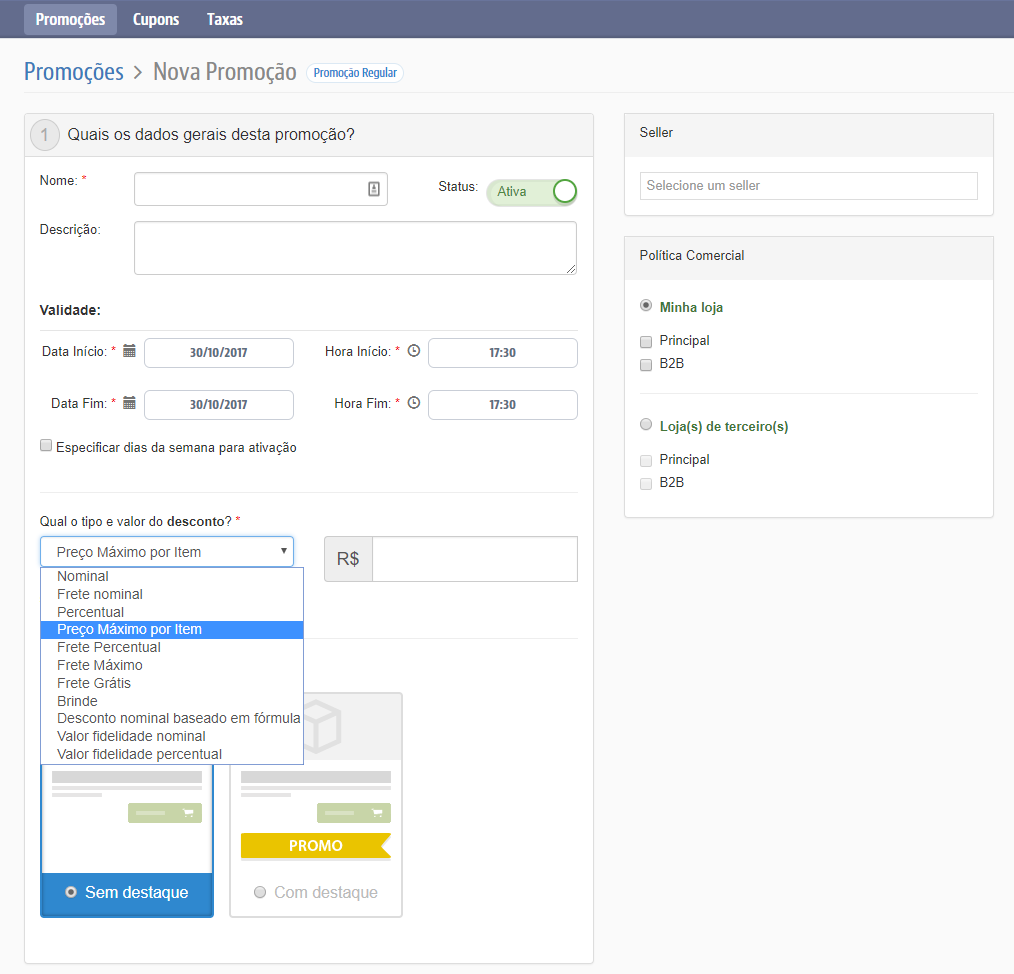 Promoções Cupons Taxas
Promoções > Nova Promoção Promoção Regular
1 Quais os dados gerais desta promoção?
Nome: *
Status: Ativa
Descrição:
Validade:
Data Início: * 30/10/2017 Hora Início: * 17:30
Data Fim: * 30/10/2017 Hora Fim: * 17:30
Especificar dias da semana para ativação
Qual o tipo e valor do desconto? *
Preço Máximo por Item R$
Nominal
Frete nominal
Percentual
Preço Máximo por Item
Frete Percentual
Frete Máximo
Frete Grátis
Brinde
Desconto nominal baseado em fórmula
Valor fidelidade nominal
Valor fidelidade percentual
PROMO
Sem destaque Com destaque
Seller
Selecione um seller
Política Comercial
Minha loja
Principal
B2B
Loja(s) de terceiro(s)
Principal
B2B